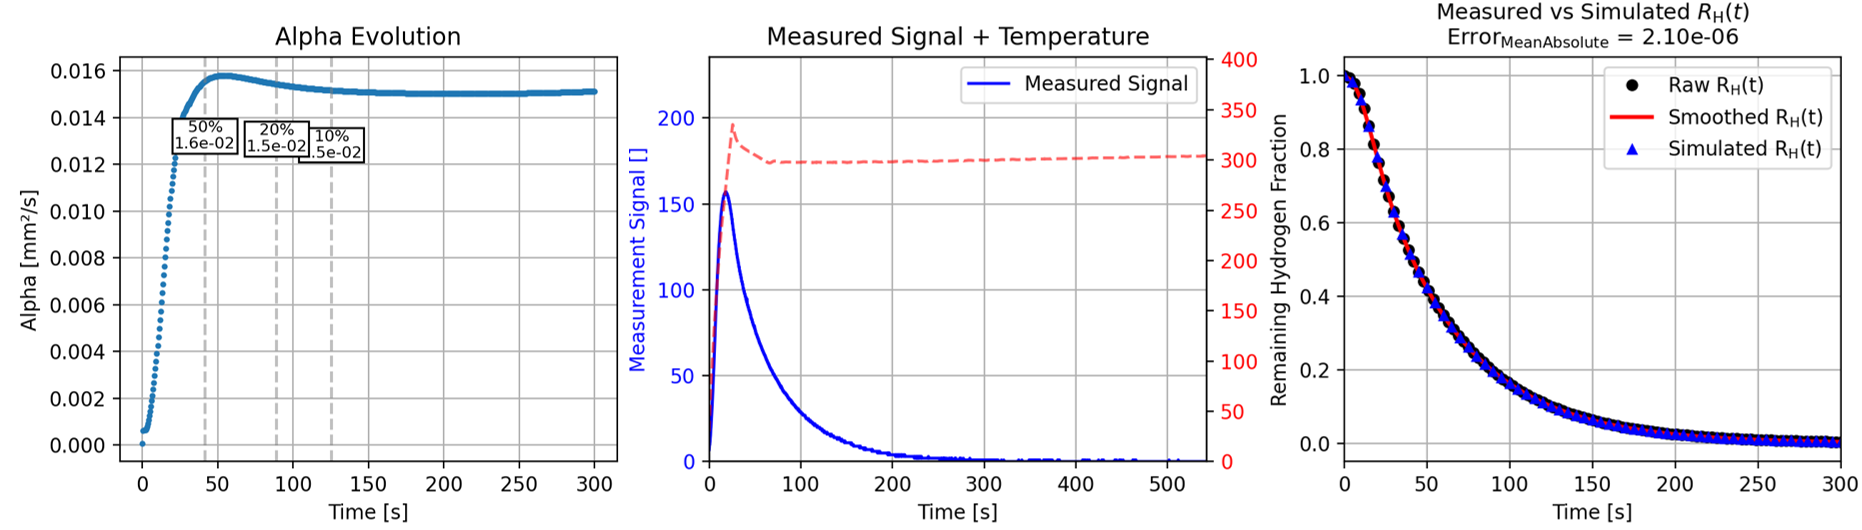 Alpha Evolution
Alpha [mm²/s]
0.016
0.014
0.012
0.010
0.008
0.006
0.004
0.002
0.000
50%
1.6e-02
20%
1.5e-02
10%
.5e-02
0 50 100 150 200 250 300
Time [s]
Measured Signal + Temperature
Measured Signal
Measurement Signal []
200
150
100
50
0
400
350
300
250
200
150
100
50
0
0 100 200 300 400 500
Time [s]
Measured vs Simulated R_H(t)
Error_MeanAbsolute = 2.10e-06
Raw R_H(t)
Smoothed R_H(t)
Simulated R_H(t)
Remaining Hydrogen Fraction
1.0
0.8
0.6
0.4
0.2
0.0
0 50 100 150 200 250 300
Time [s]